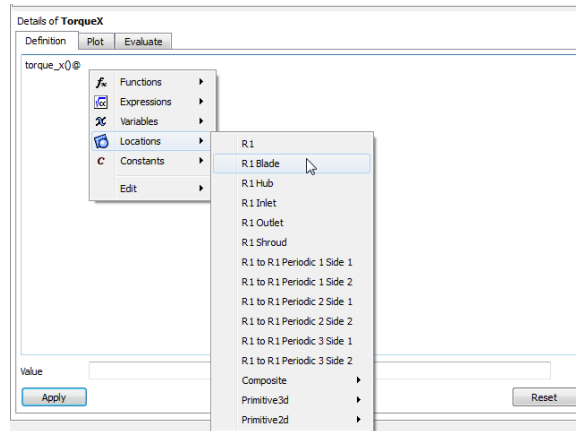 Details of TorqueX
Definition Plot Evaluate
torque_x()@
fx Functions
√α Expressions
Variables
Locations
c Constants
Edit
R1
R1 Blade
R1 Hub
R1 Inlet
R1 Outlet
R1 Shroud
R1 to R1 Periodic 1 Side 1
R1 to R1 Periodic 1 Side 2
R1 to R1 Periodic 2 Side 1
R1 to R1 Periodic 2 Side 2
R1 to R1 Periodic 3 Side 1
R1 to R1 Periodic 3 Side 2
Composite
Primitive3d
Primitive2d
Value
Apply Reset